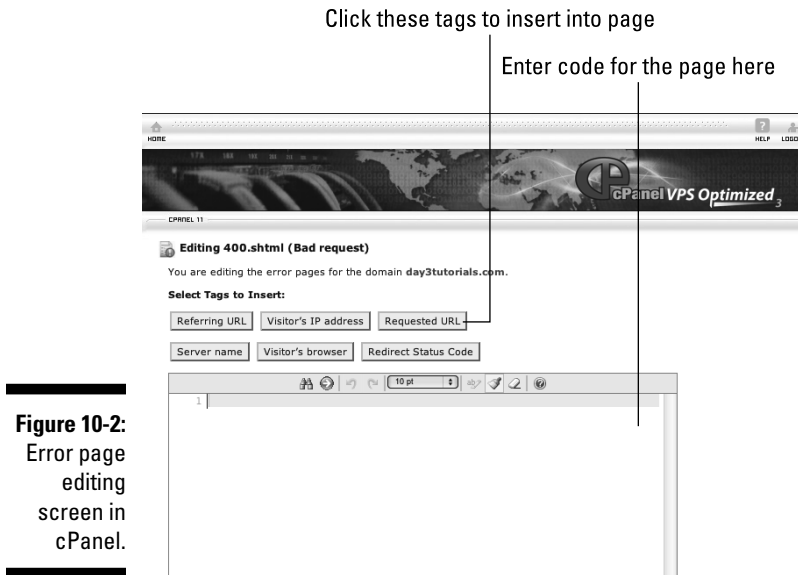 Click these tags to insert into page
Enter code for the page here
HOME
HELP LOGO
cPanel VPS Optimized 3
CPANEL 11
Editing 400.shtml (Bad request)
You are editing the error pages for the domain day3tutorials.com.
Select Tags to Insert:
Referring URL Visitor's IP address Requested URL
Server name Visitor's browser Redirect Status Code
10 pt
1
Figure 10-2:
Error page
editing
screen in
cPanel.